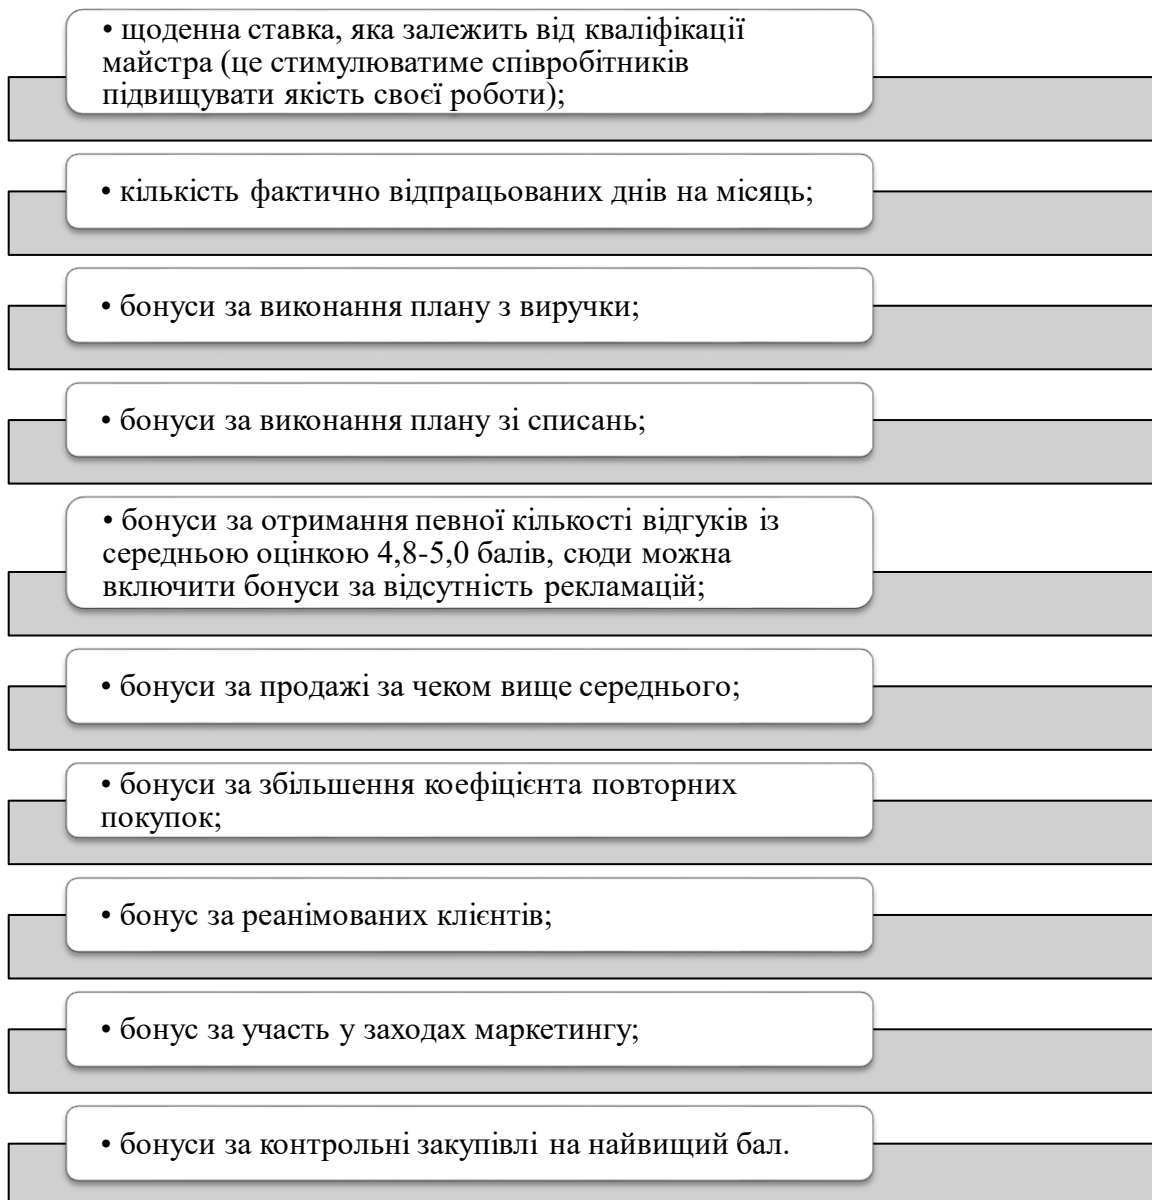 • щоденна ставка, яка залежить від кваліфікації
майстра (це стимулюватиме співробітників
підвищувати якість своєї роботи);
• кількість фактично відпрацьованих днів на місяць;
• бонуси за виконання плану з виручки;
• бонуси за виконання плану зі списань;
• бонуси за отримання певної кількості відгуків із
середньою оцінкою 4,8-5,0 балів, сюди можна
включити бонуси за відсутність рекламацій;
• бонуси за продажі за чеком вище середнього;
• бонуси за збільшення коефіцієнта повторних
покупок;
• бонус за реанімованих клієнтів;
• бонус за участь у заходах маркетингу;
• бонуси за контрольні закупівлі на найвищий бал.